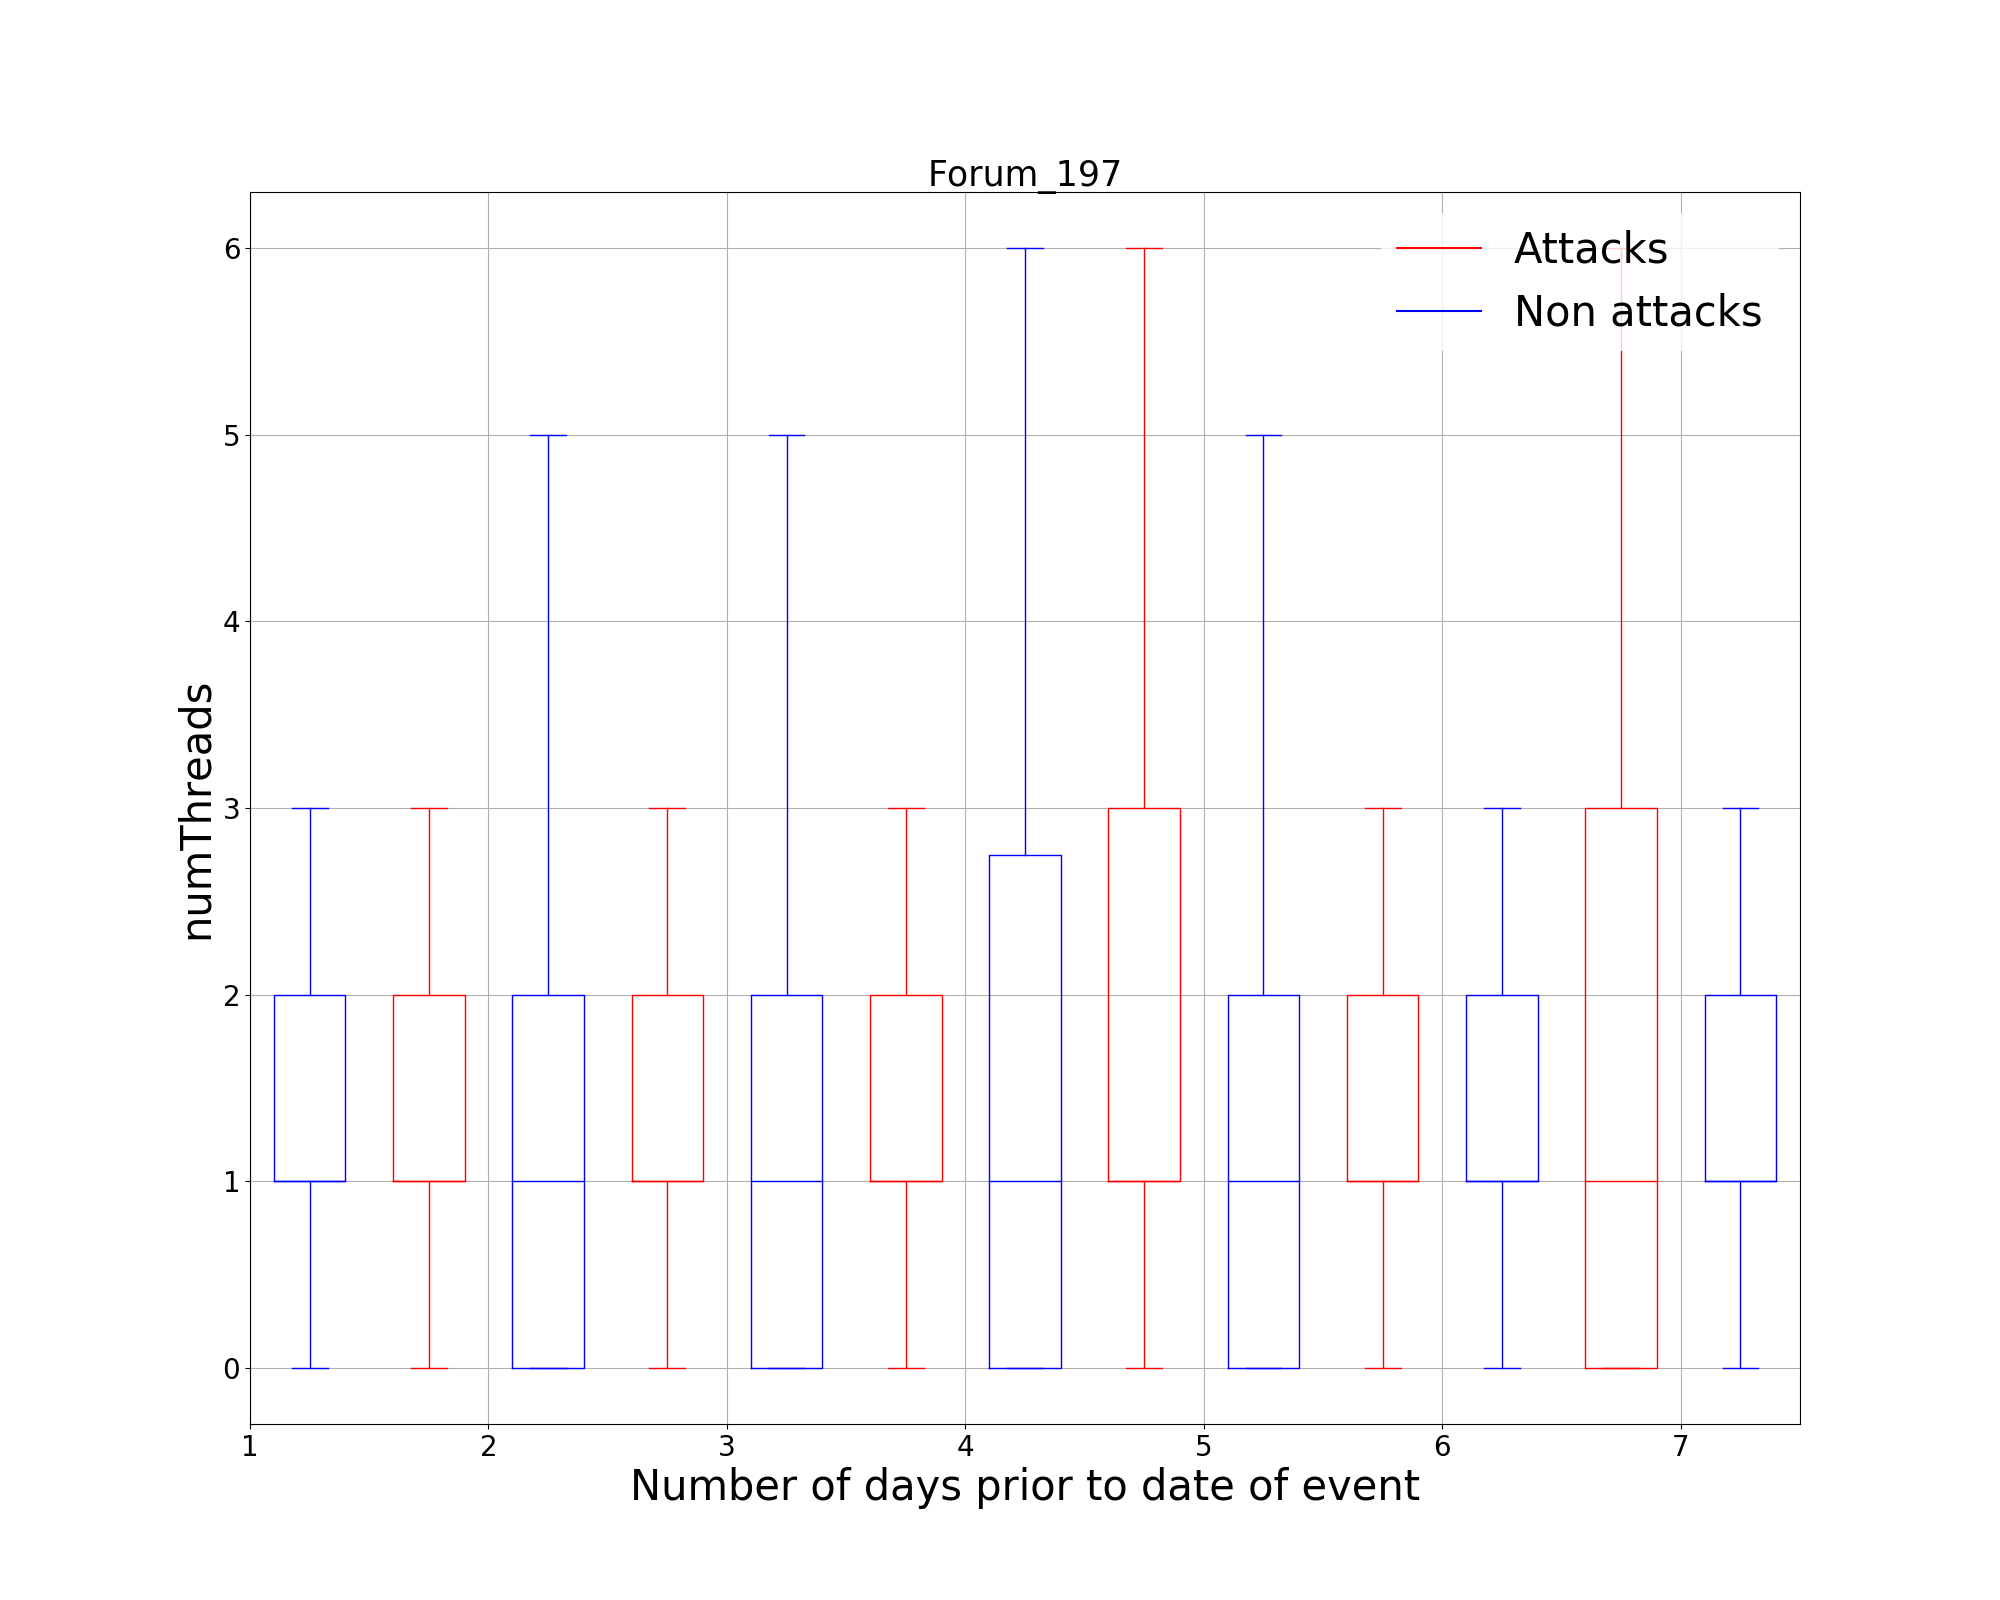 Forum_197
Attacks
Non attacks
6
5
4
3
2
1
0
numThreads
1 2 3 4 5 6 7
Number of days prior to date of event